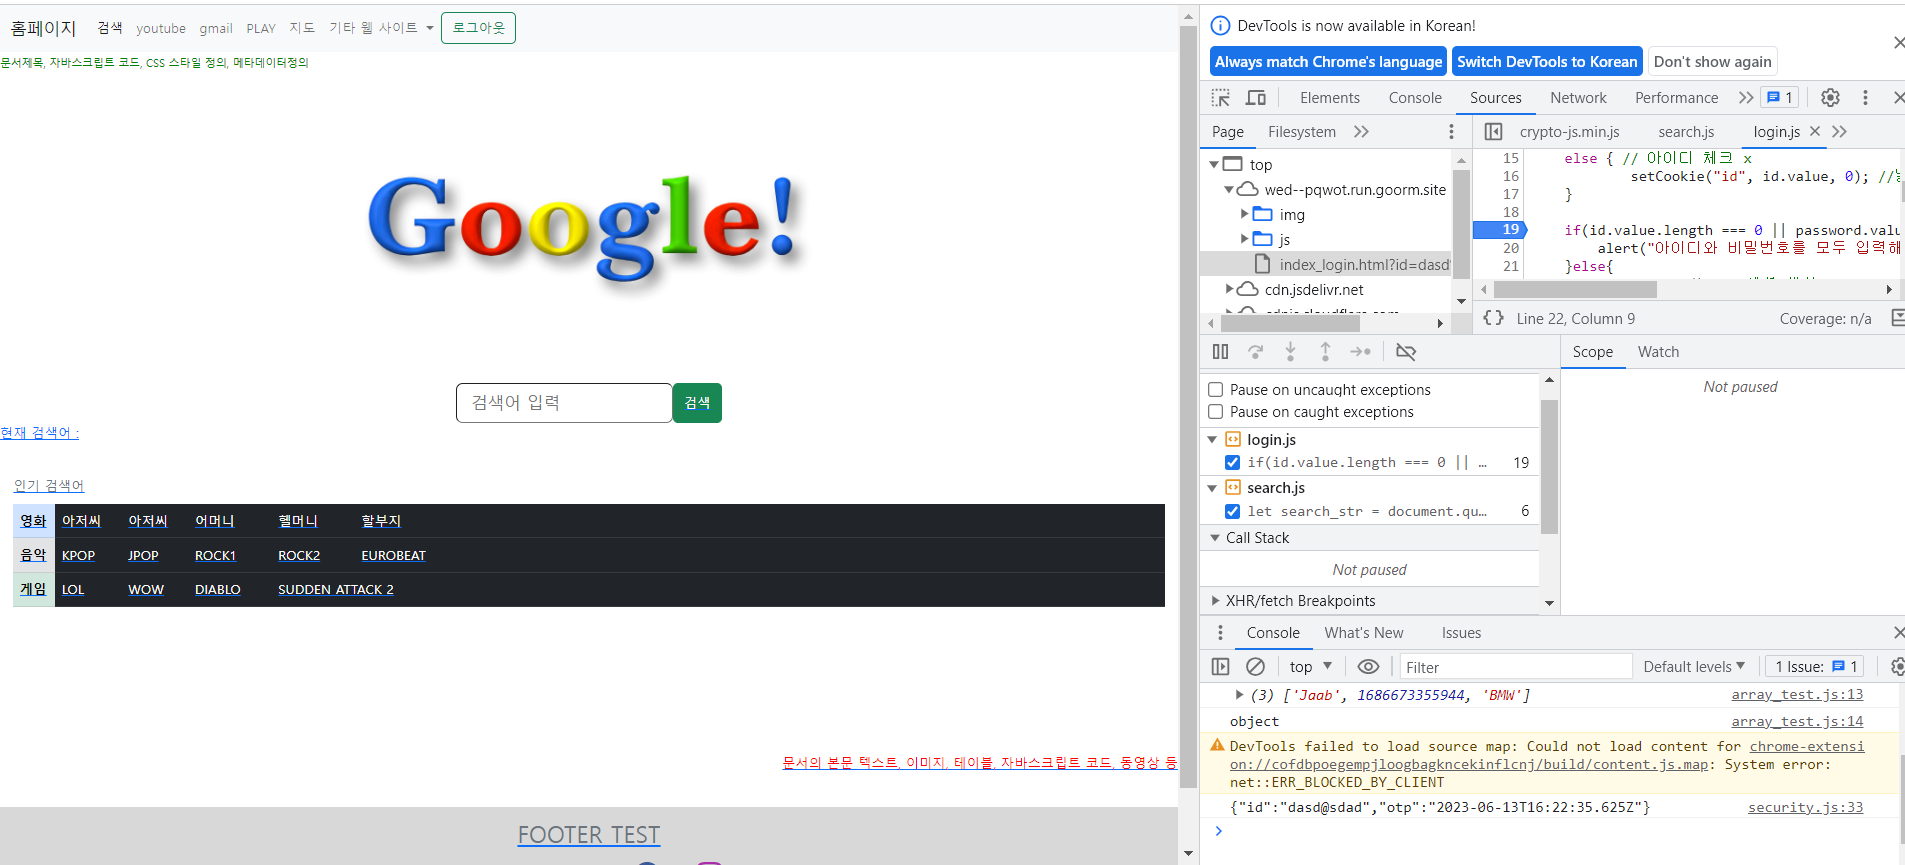 홈페이지 검색 youtube gmail PLAY 지도 기타 웹 사이트 로그아웃
문서제목, 자바스크립트 코드, CSS 스타일 정의, 메타데이터정의
Google!
검색어 입력 검색
현재 검색어 :
인기 검색어
영화 아저씨 아저씨 어머니 헬머니 할부지
음악 KPOP JPOP ROCK1 ROCK2 EUROBEAT
게임 LOL WOW DIABLO SUDDEN ATTACK 2
문서의 본문 텍스트, 이미지, 테이블, 자바스크립트 코드, 동영상 등
FOOTER TEST
DevTools is now available in Korean!
Always match Chrome's language Switch DevTools to Korean Don't show again
Elements Console Sources Network Performance 1
Page Filesystem
crypto-js.min.js search.js login.js
top
wed--pqwot.run.goorm.site
img
js
index_login.html?id=dasd
cdn.jsdelivr.net
15 else { // 아이디 체크 x
16 setCookie("id", id.value, 0); //
17 }
18
19 if(id.value.length === 0 || password.valu
20 alert("아이디와 비밀번호를 모두 입력해
21 }else{
{} Line 22, Column 9 Coverage: n/a
Scope Watch
Not paused
Pause on uncaught exceptions
Pause on caught exceptions
login.js
if(id.value.length === 0 || … 19
search.js
let search_str = document.qu… 6
Call Stack
Not paused
XHR/fetch Breakpoints
Console What's New Issues
top Filter Default levels 1 Issue: 1
(3) ['Jaab', 1686673355944, 'BMW'] array_test.js:13
object array_test.js:14
DevTools failed to load source map: Could not load content for chrome-extensi
on://cofdbpoegempjloogbagkncekinflcnj/build/content.js.map: System error:
net::ERR_BLOCKED_BY_CLIENT
{"id":"dasd@sdad","otp":"2023-06-13T16:22:35.625Z"} security.js:33